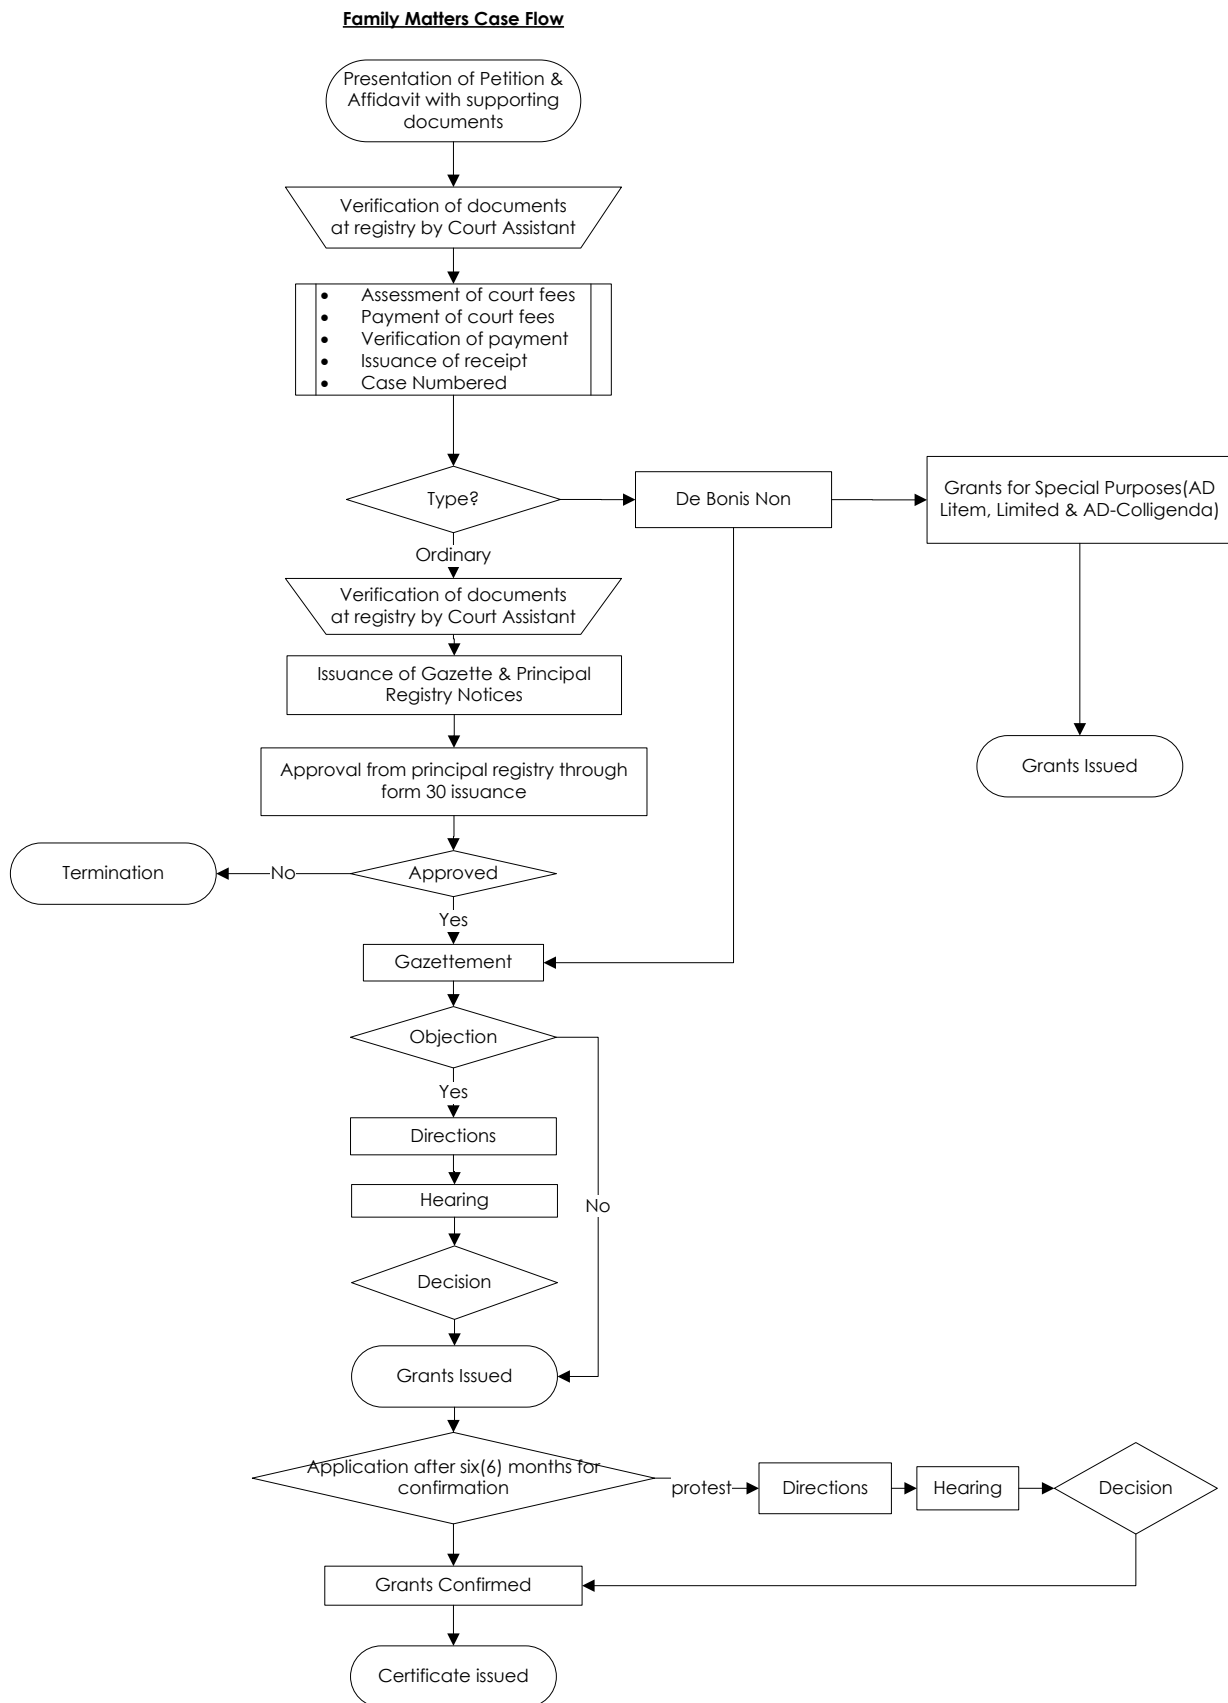 Family Matters Case Flow
Presentation of Petition &
Affidavit with supporting
documents
Verification of documents
at registry by Court Assistant
• Assessment of court fees
• Payment of court fees
• Verification of payment
• Issuance of receipt
• Case Numbered
Type?
De Bonis Non
Grants for Special Purposes(AD
Litem, Limited & AD-Colligenda)
Ordinary
Verification of documents
at registry by Court Assistant
Issuance of Gazette & Principal
Registry Notices
Approval from principal registry through
form 30 issuance
Grants Issued
Termination
No
Approved
Yes
Gazettement
Objection
Yes
Directions
Hearing
No
Decision
Grants Issued
Application after six(6) months for
confirmation
protest
Directions
Hearing
Decision
Grants Confirmed
Certificate issued